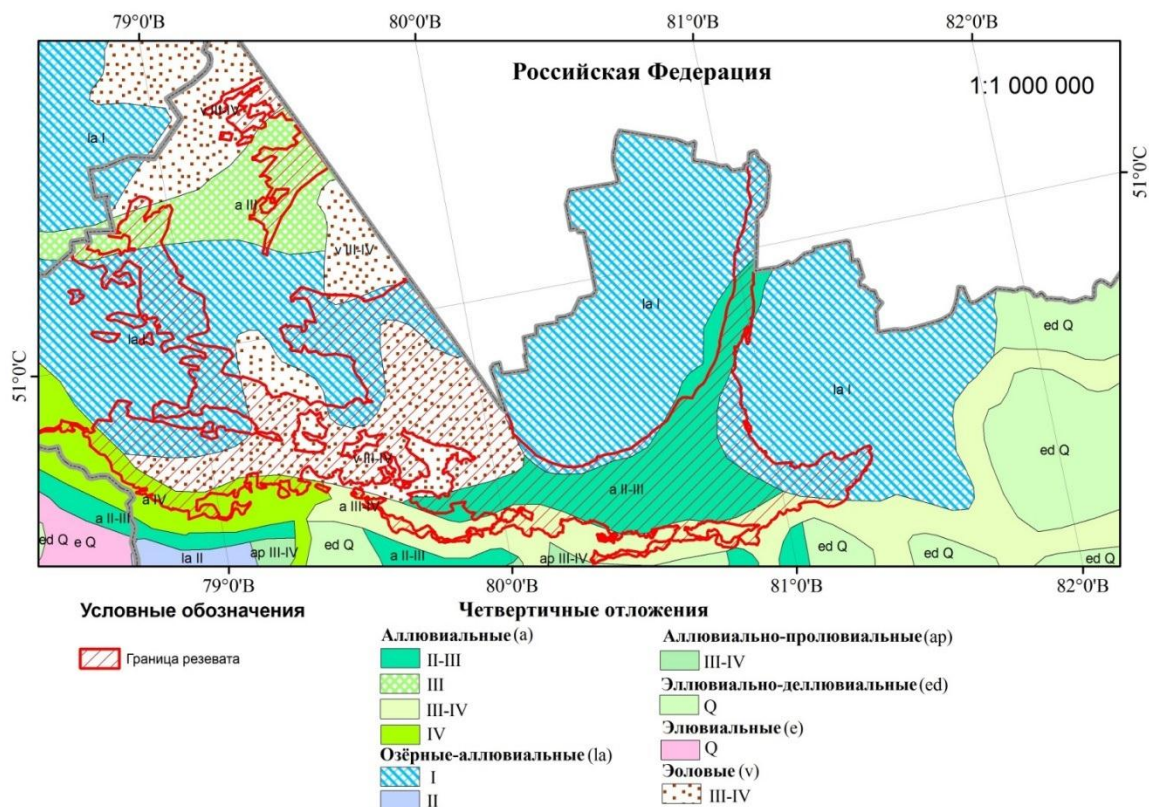 79°0'В 80°0'В 81°0'В 82°0'В
Российская Федерация
1:1 000 000
51°0'С
51°0'С
v III-IV
la I
a III
v III-IV
la I
ed Q
la I
la I
ed Q
v III-IV
a IV
a III-IV
a II-III
a II-III
ed Q
e Q
la II
ap III-IV
ed Q
a II-III
ap III-IV
ed Q
ed Q
ed Q
79°0'В 80°0'В 81°0'В 82°0'В
Условные обозначения
Граница резевата
Четвертичные отложения
Аллювиальные (a)
II-III
III
III-IV
IV
Озёрные-аллювиальные (la)
I
II
Аллювиально-пролювиальные (ap)
III-IV
Эллювиально-деллювиальные (ed)
Q
Элювиальные (e)
Q
Эоловые (v)
III-IV